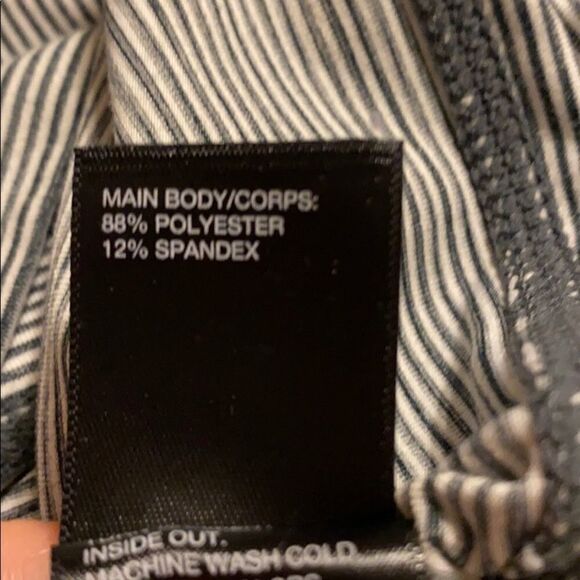 MAIN BODY/CORPS:
88% POLYESTER
12% SPANDEX
INSIDE OUT.
MACHINE WASH COLD